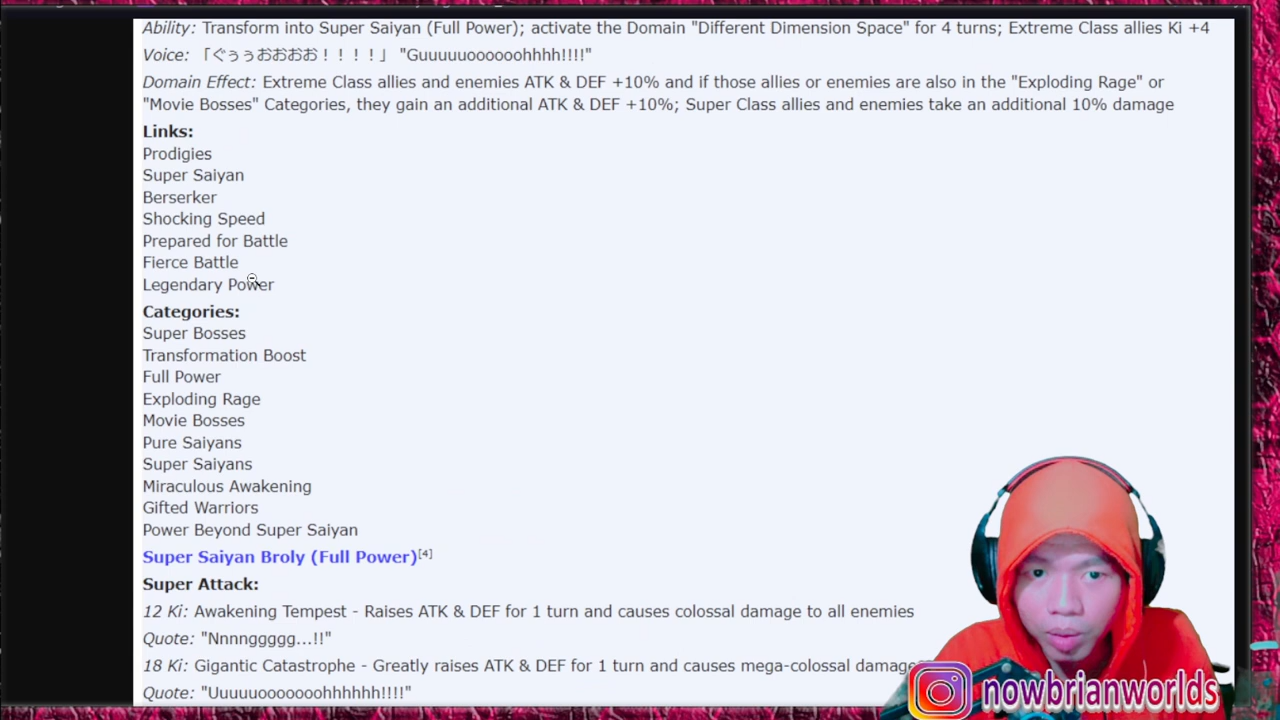 Ability: Transform into Super Saiyan (Full Power); activate the Domain "Different Dimension Space" for 4 turns; Extreme Class allies Ki +4
Voice: 「ぐぅぅおおおお！！！！」 "Guuuuuoooooohhhh!!!!"
Domain Effect: Extreme Class allies and enemies ATK & DEF +10% and if those allies or enemies are also in the "Exploding Rage" or
"Movie Bosses" Categories, they gain an additional ATK & DEF +10%; Super Class allies and enemies take an additional 10% damage
Links:
Prodigies
Super Saiyan
Berserker
Shocking Speed
Prepared for Battle
Fierce Battle
Legendary Power
Categories:
Super Bosses
Transformation Boost
Full Power
Exploding Rage
Movie Bosses
Pure Saiyans
Super Saiyans
Miraculous Awakening
Gifted Warriors
Power Beyond Super Saiyan
Super Saiyan Broly (Full Power)[4]
Super Attack:
12 Ki: Awakening Tempest - Raises ATK & DEF for 1 turn and causes colossal damage to all enemies
Quote: "Nnnnggggg...!!"
18 Ki: Gigantic Catastrophe - Greatly raises ATK & DEF for 1 turn and causes mega-colossal damage
Quote: "Uuuuuooooooohhhhhh!!!!"
nowbrianworlds